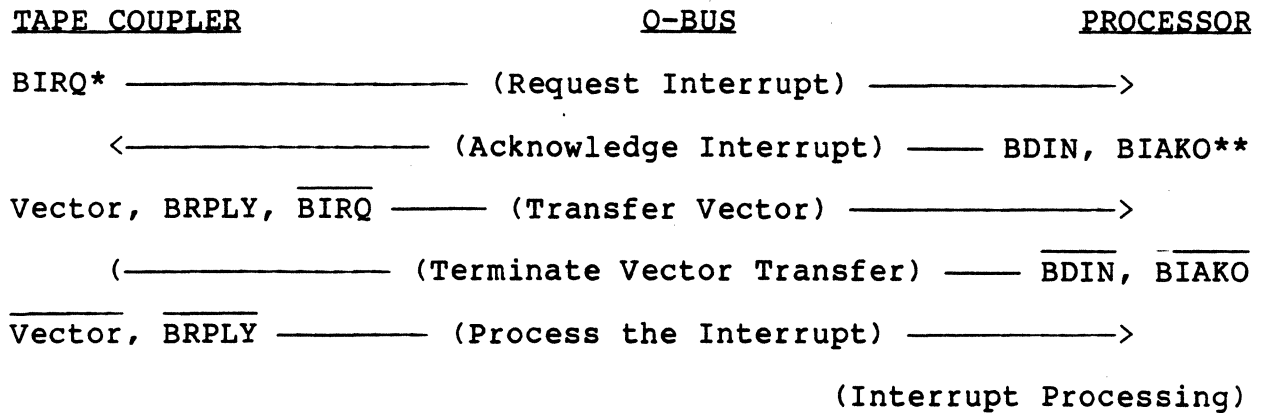 TAPE COUPLER O-BUS PROCESSOR
BIRQ* (Request Interrupt) >
< (Acknowledge Interrupt) BDIN, BIAKO**
Vector, BRPLY, BIRQ (Transfer Vector) >
( (Terminate Vector Transfer) BDIN, BIAKO
Vector, BRPLY (Process the Interrupt) >
(Interrupt Processing)